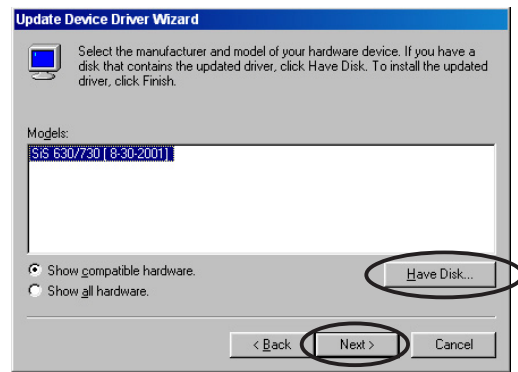 Update Device Driver Wizard
Select the manufacturer and model of your hardware device. If you have a
disk that contains the updated driver, click Have Disk. To install the updated
driver, click Finish.
Models:
SiS 630/730 [ 8-30-2001]
Show compatible hardware.
Show all hardware.
Have Disk...
< Back
Next >
Cancel